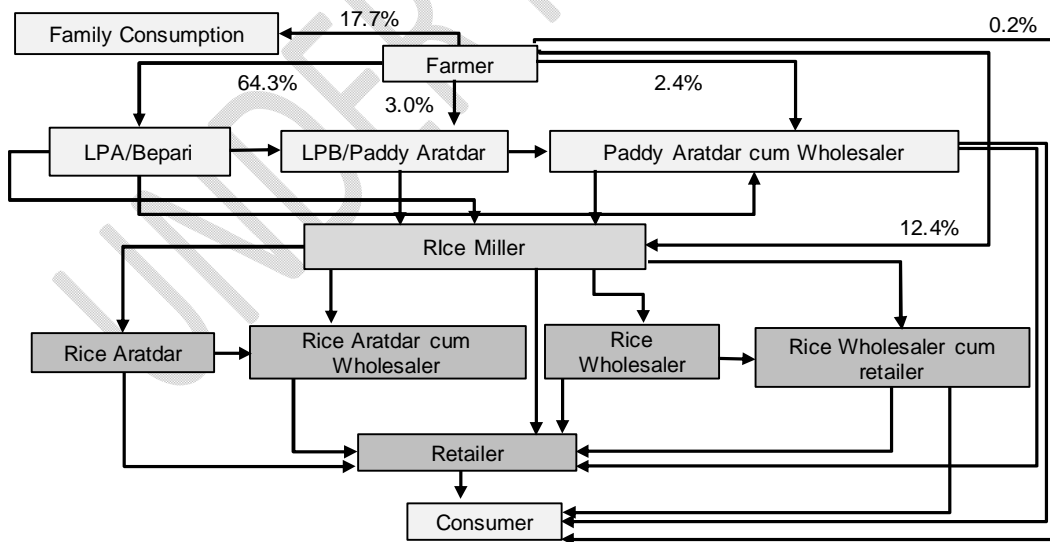 17.7%
0.2%
Family Consumption
Farmer
64.3%
3.0%
2.4%
LPA/Bepari
LPB/Paddy Aratdar
Paddy Aratdar cum Wholesaler
RIce Miller
12.4%
Rice Aratdar
Rice Aratdar cum
Wholesaler
Rice
Wholesaler
Rice Wholesaler cum
retailer
Retailer
Consumer
UNDER